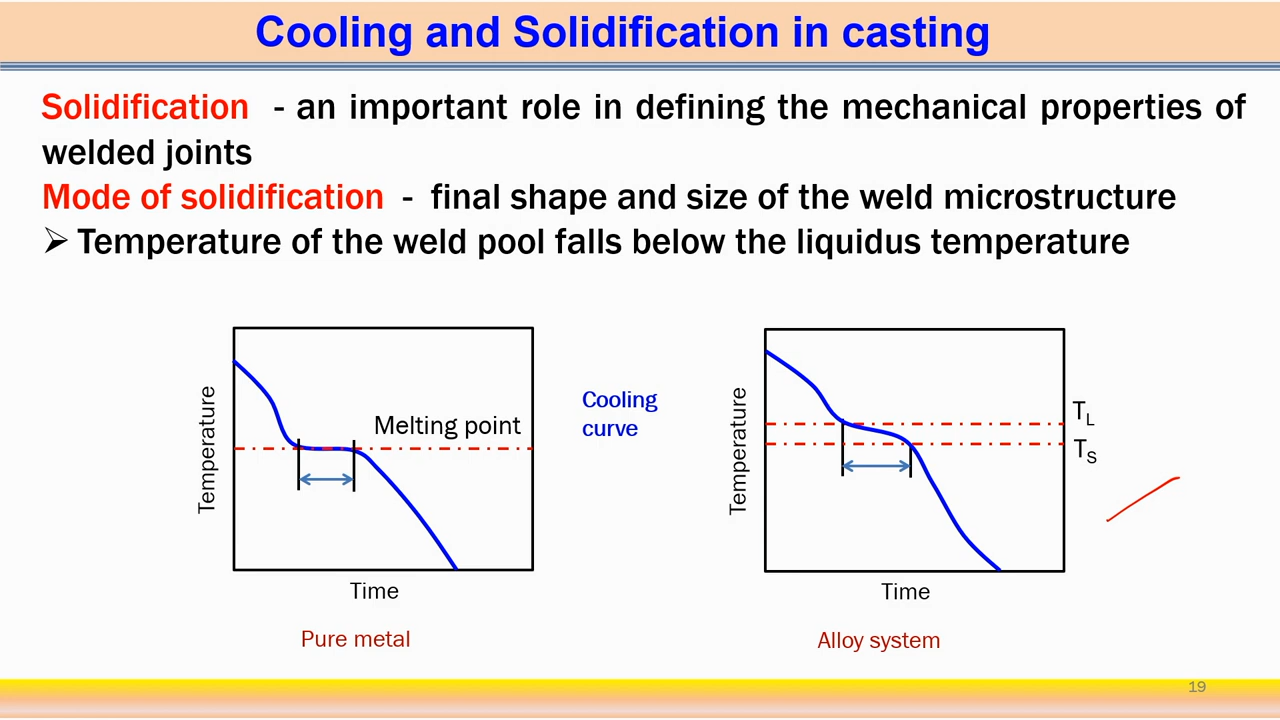 Cooling and Solidification in casting
Solidification - an important role in defining the mechanical properties of
welded joints
Mode of solidification - final shape and size of the weld microstructure
➢ Temperature of the weld pool falls below the liquidus temperature
Temperature
Melting point
Time
Pure metal
Cooling
curve
Temperature
TL
TS
Time
Alloy system
19